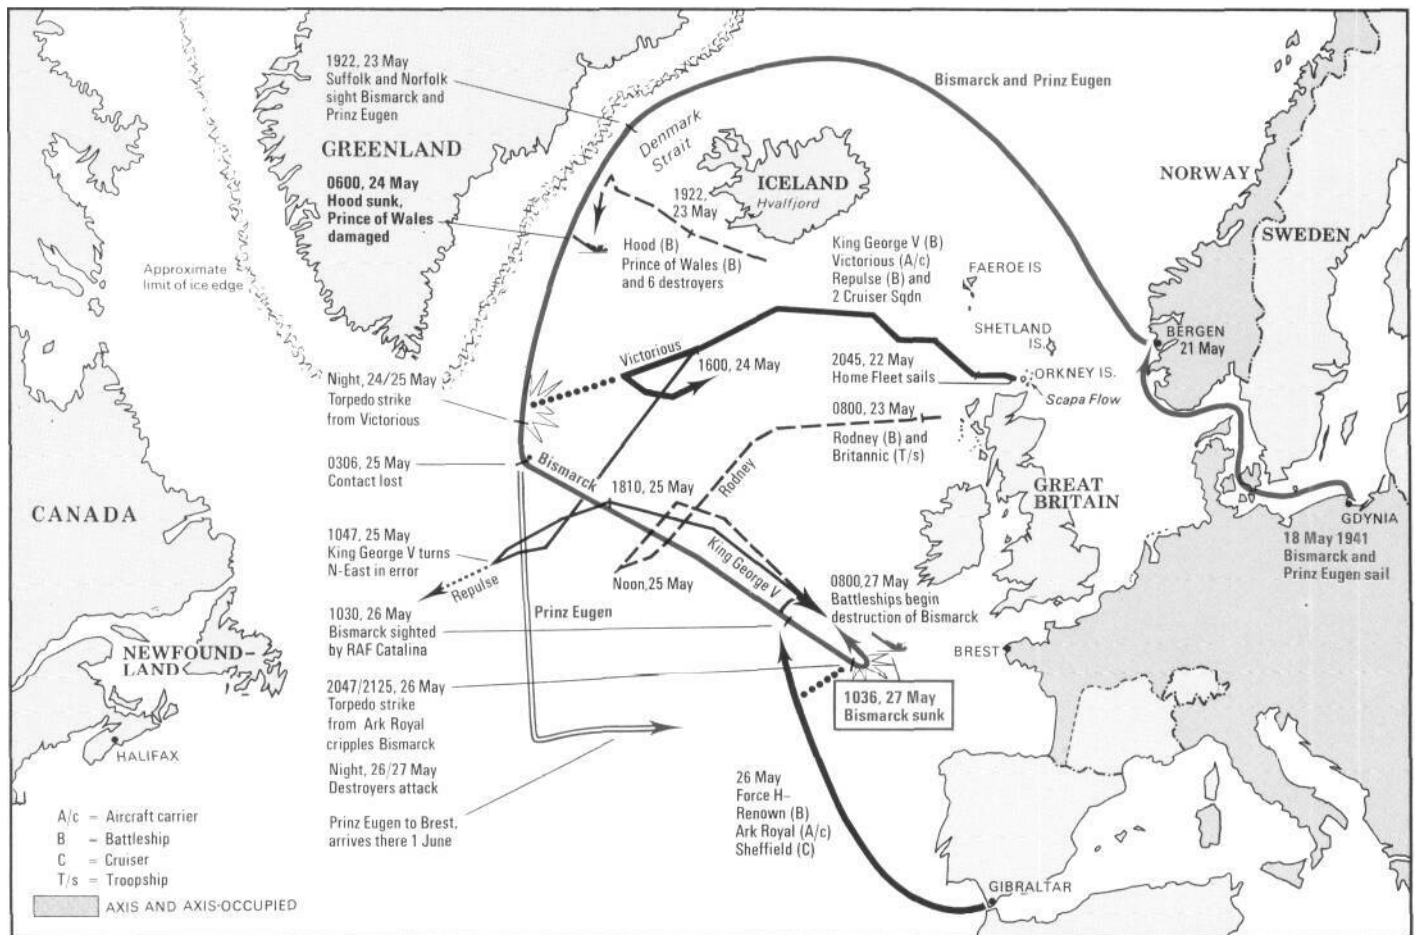 1922, 23 May
Suffolk and Norfolk
sight Bismarck and
Prinz Eugen
GREENLAND
0600, 24 May
Hood sunk,
Prince of Wales
damaged
Approximate
limit of ice edge
Denmark
Strait
Bismarck and Prinz Eugen
ICELAND
Hvalfjord
1922,
23 May
Hood (B)
Prince of Wales (B)
and 6 destroyers
King George V (B)
Victorious (A/c)
Repulse (B) and
2 Cruiser Sqdn
NORWAY
SWEDEN
FAEROE IS
SHETLAND
IS.
BERGEN
21 May
Victorious
1600, 24 May
2045, 22 May
Home Fleet sails
ORKNEY IS.
Scapa Flow
Night, 24/25 May
Torpedo strike
from Victorious
0800, 23 May
Rodney (B) and
Britannic (T/s)
0306, 25 May
Contact lost
Bismarck
Rodney
1810, 25 May
GREAT
BRITAIN
CANADA
GDYNIA
18 May 1941
Bismarck and
Prinz Eugen sail
1047, 25 May
King George V turns
N-East in error
Repulse
King George V
Noon, 25 May
0800, 27 May
Battleships begin
destruction of Bismarck
1030, 26 May
Bismarck sighted
by RAF Catalina
Prinz Eugen
NEWFOUND-
LAND
BREST
2047/2125, 26 May
Torpedo strike
from Ark Royal
cripples Bismarck
1036, 27 May
Bismarck sunk
HALIFAX
Night, 26/27 May
Destroyers attack
26 May
Force H–
Renown (B)
Ark Royal (A/c)
Sheffield (C)
Prinz Eugen to Brest,
arrives there 1 June
A/c = Aircraft carrier
B = Battleship
C = Cruiser
T/s = Troopship
AXIS AND AXIS-OCCUPIED
GIBRALTAR